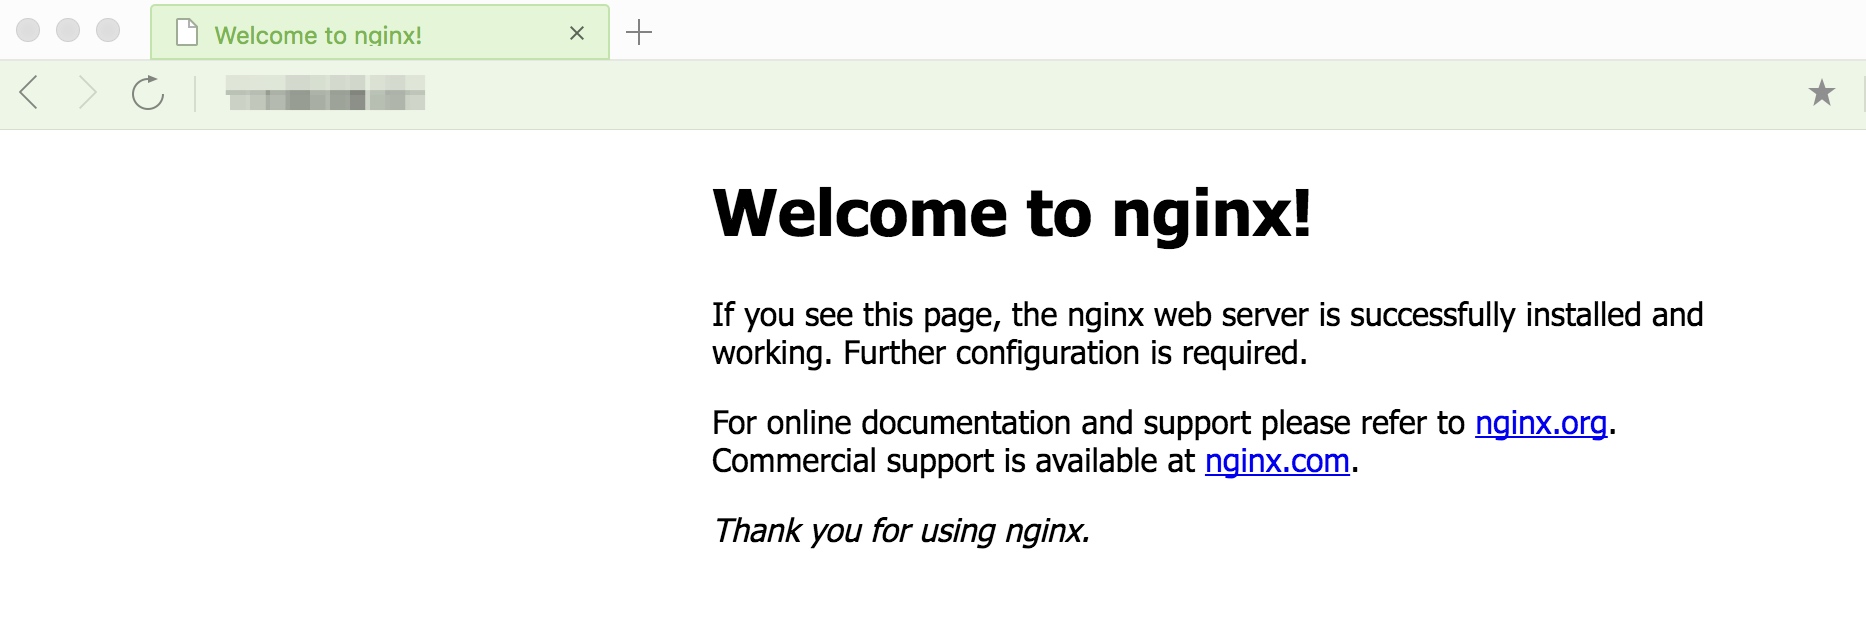 Welcome to nginx!
Welcome to nginx!
If you see this page, the nginx web server is successfully installed and
working. Further configuration is required.
For online documentation and support please refer to nginx.org.
Commercial support is available at nginx.com.
Thank you for using nginx.